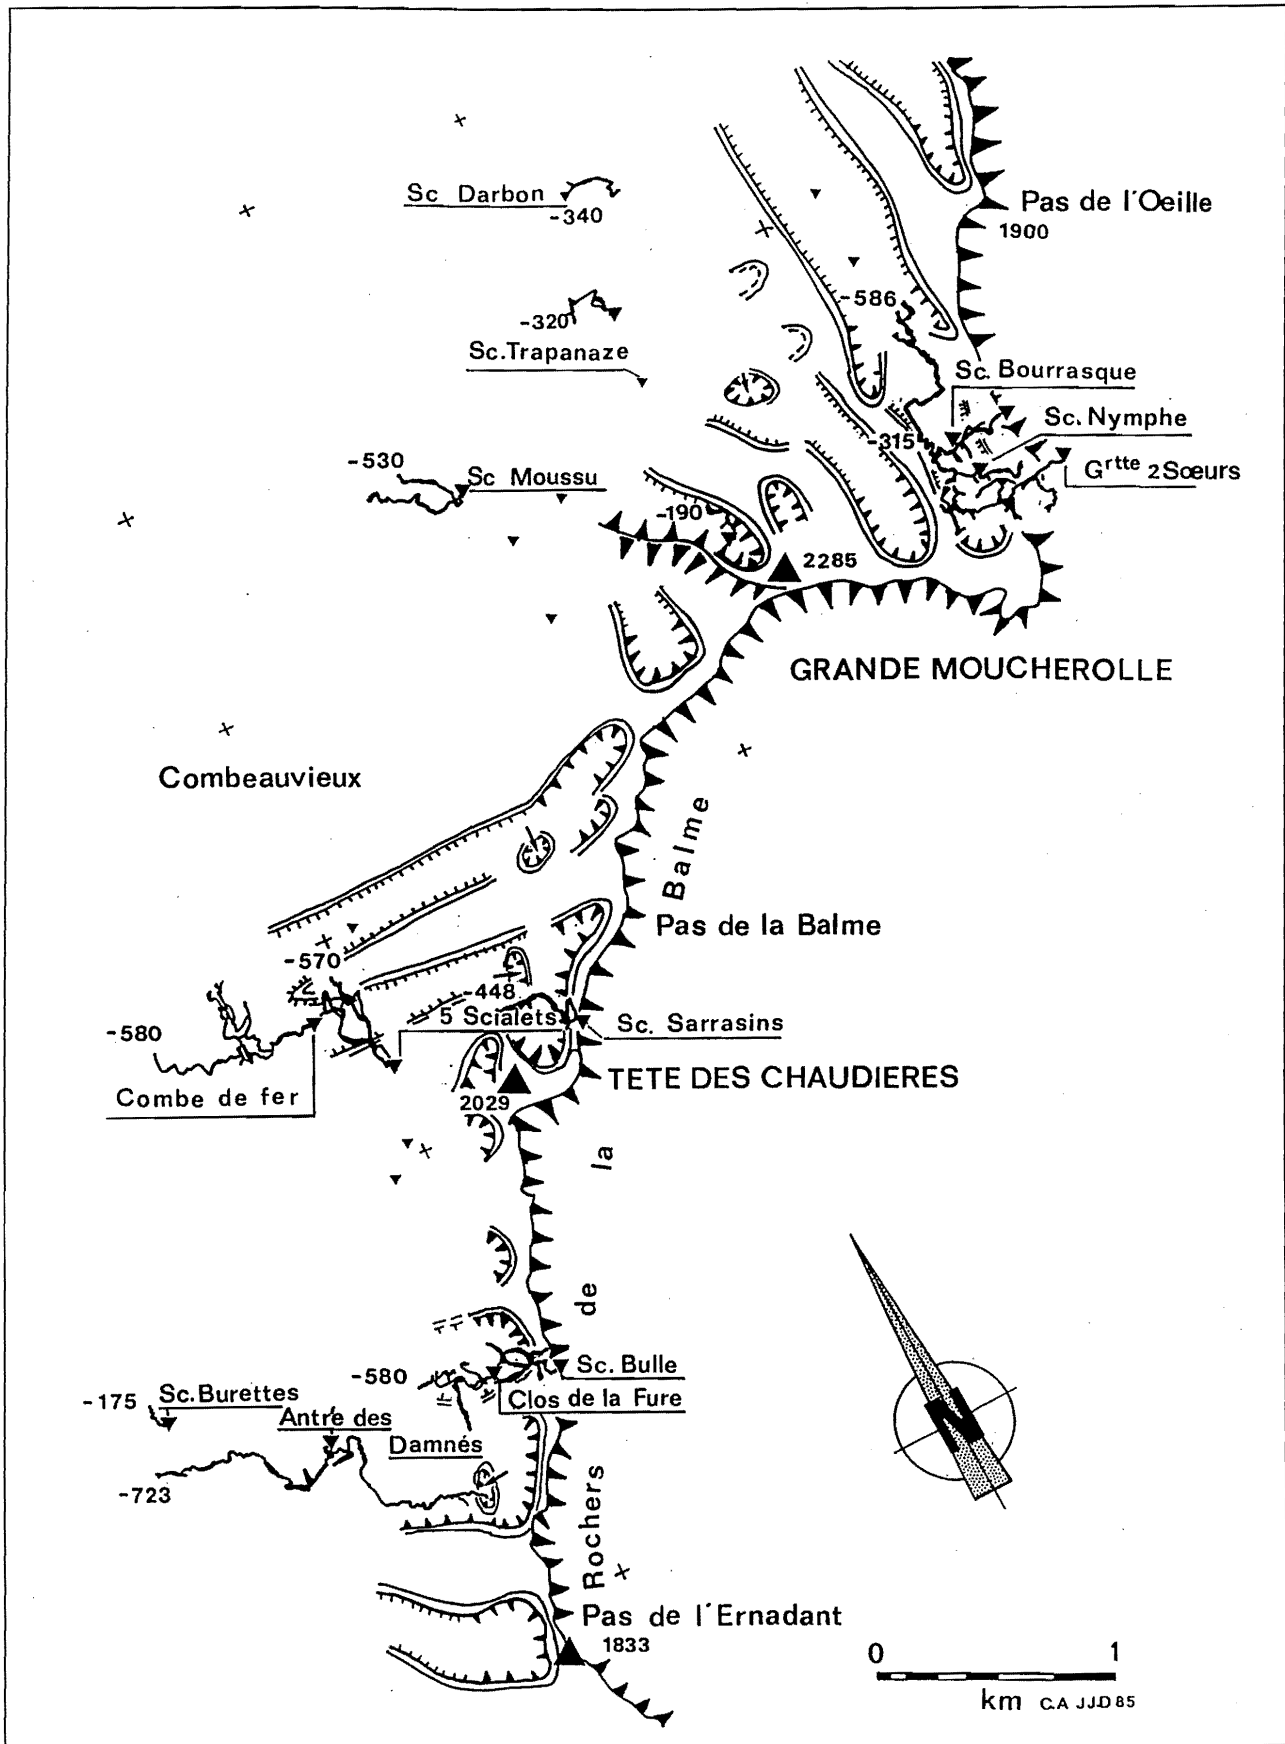 Sc Darbon
-340
Pas de l'Oeille
1900
-586
-320
Sc.Trapanaze
Sc. Bourrasque
Sc. Nymphe
-315
-530
Sc Moussu
Grtte 2Sœurs
-190
2285
GRANDE MOUCHEROLLE
Combeauvieux
Balme
Pas de la Balme
-570
-448
5 Scialets
Sc. Sarrasins
-580
TETE DES CHAUDIERES
Combe de fer
2029
la
de
-580
Sc. Bulle
-175
Sc.Burettes
Clos de la Fure
Antre des
Damnés
-723
Rochers
N
Pas de l'Ernadant
1833
0 1
km C.A JJ.D 85